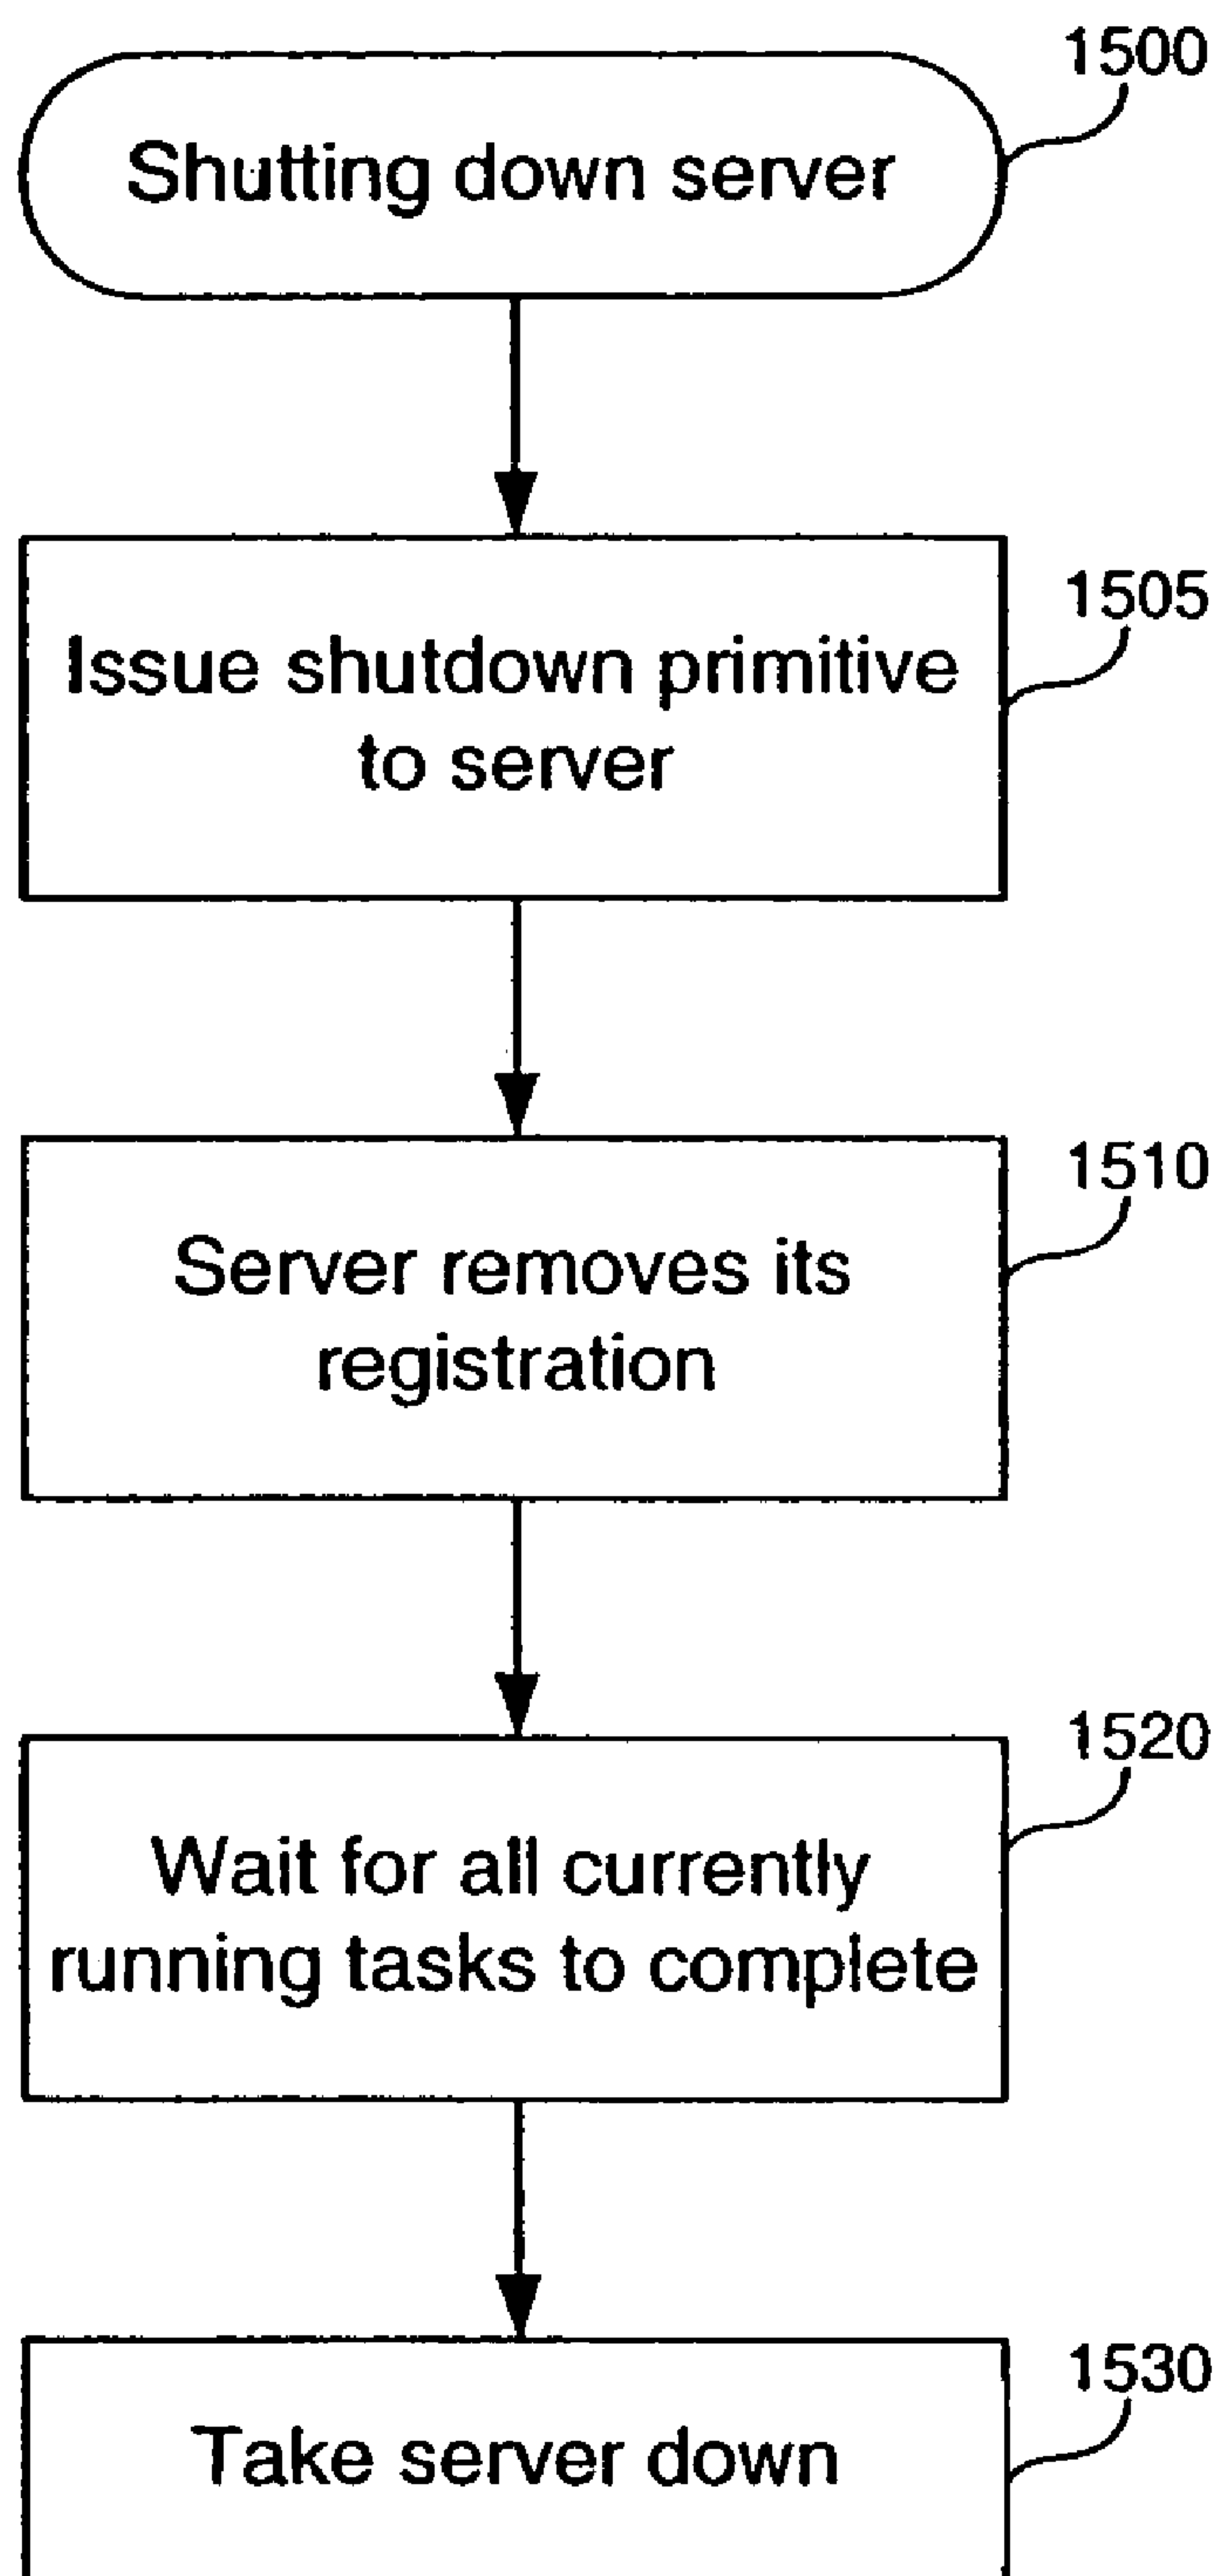 1500
Shutting down server
1505
Issue shutdown primitive
to server
1510
Server removes its
registration
1520
Wait for all currently
running tasks to complete
1530
Take server down